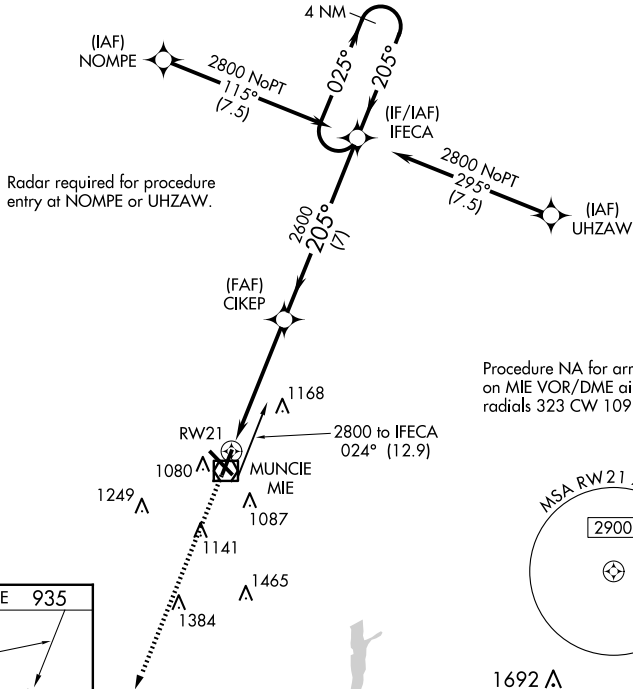 4 NM
(IAF)
NOMPE
2800 NoPT
115°
(7.5)
025°
205°
(IF/IAF)
IFECA
2800 NoPT
295°
(7.5)
(IAF)
UHZAW
Radar required for procedure
entry at NOMPE or UHZAW.
2600
205°
(7)
(FAF)
CIKEP
Procedure NA for arr
on MIE VOR/DME ai
radials 323 CW 109
1168
RW21
2800 to IFECA
024° (12.9)
1080
MUNCIE
MIE
1249
1087
1141
MSA RW21
2900
1465
1384
E 935
1692